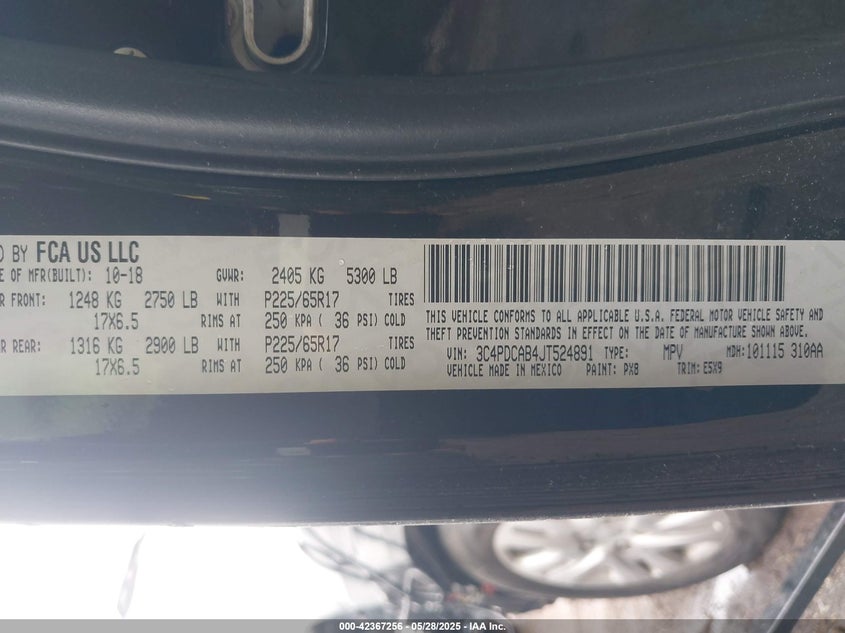 BY FCA US LLC
OF MFR(BUILT): 10-18 GVWR: 2405 KG 5300 LB
FRONT: 1248 KG 2750 LB WITH P225/65R17 TIRES
17X6.5 RIMS AT 250 KPA ( 36 PSI) COLD
REAR: 1316 KG 2900 LB WITH P225/65R17 TIRES
17X6.5 RIMS AT 250 KPA ( 36 PSI) COLD
THIS VEHICLE CONFORMS TO ALL APPLICABLE U.S.A. FEDERAL MOTOR VEHICLE SAFETY AND
THEFT PREVENTION STANDARDS IN EFFECT ON THE DATE OF MANUFACTURE SHOWN ABOVE.
VIN: 3C4PDCAB4JT524891 TYPE: MPV MDH: 101115 310AA
VEHICLE MADE IN MEXICO PAINT: PX8 TRIM: E5X9
000-42367256 - 05/28/2025 - IAA Inc.